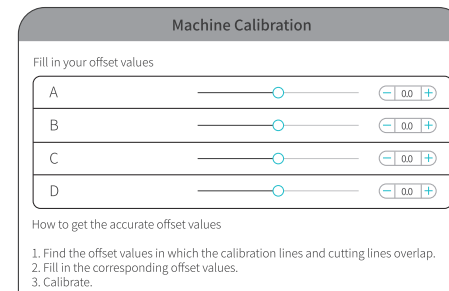 Machine Calibration
Fill in your offset values
A − 0.0 +
B − 0.0 +
C − 0.0 +
D − 0.0 +
How to get the accurate offset values
1. Find the offset values in which the calibration lines and cutting lines overlap.
2. Fill in the corresponding offset values.
3. Calibrate.